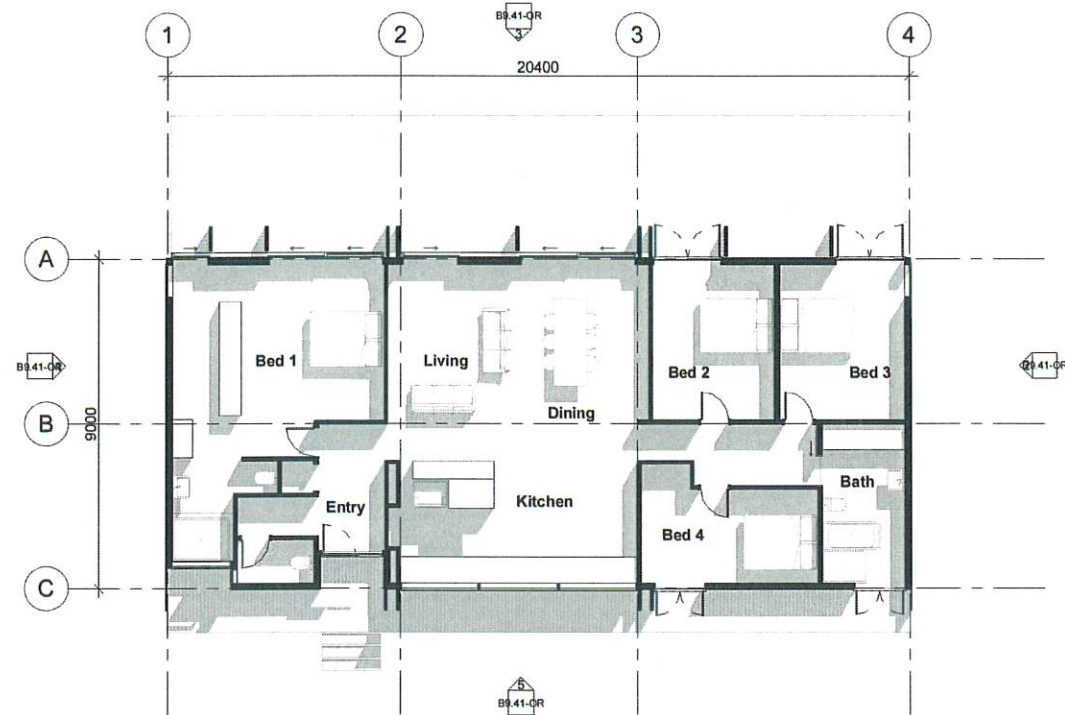 B9.41-OR
3
1
2
3
4
20400
A
B
C
9000
B9.41-OR
Bed 1
Living
Dining
Bed 2
Bed 3
Entry
Kitchen
Bed 4
Bath
5
B9.41-OR